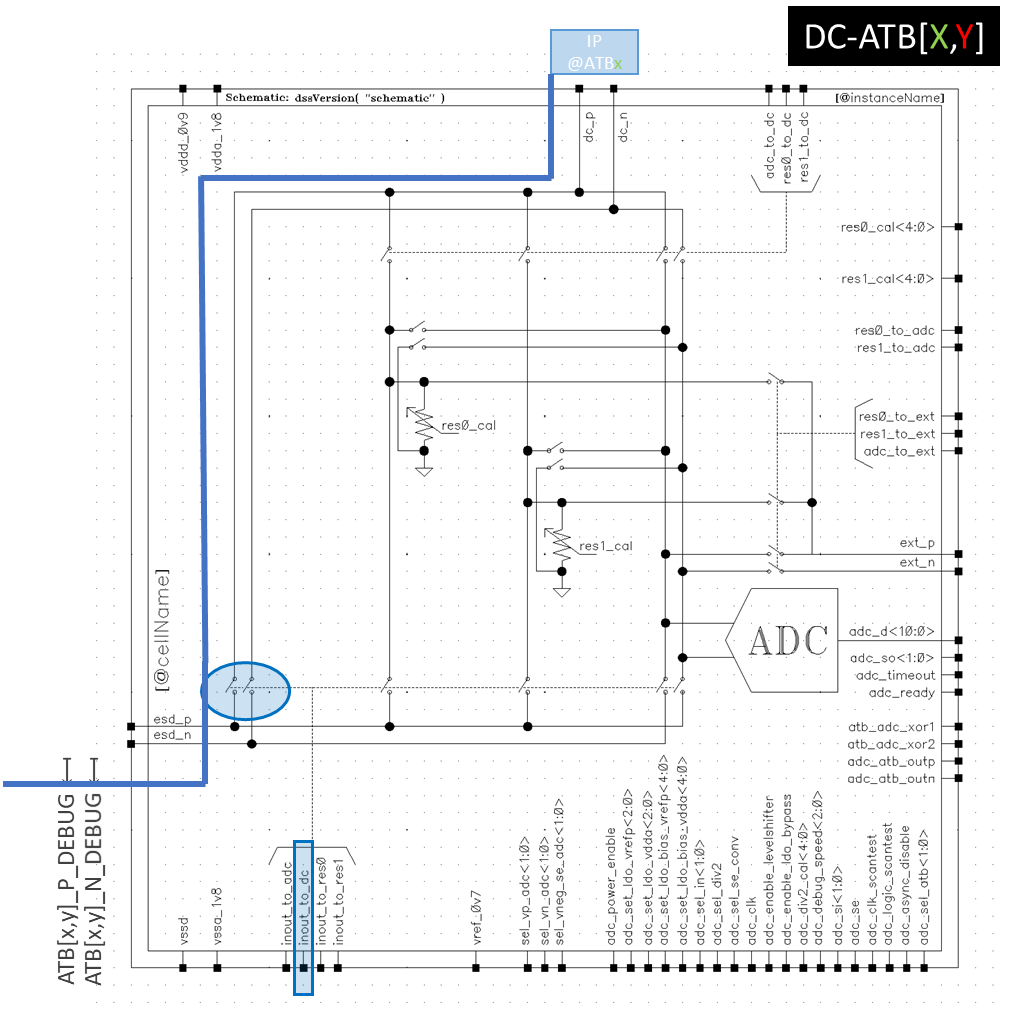 DC-ATB[X,Y]
IP
@ATBx
Schematic: dssVersion( "schematic" )
[@instanceName]
vddd_0v9
vdda_1v8
dc_p
dc_n
adc_to_dc
res0_to_dc
res1_to_dc
res0_cal<4:0>
res1_cal<4:0>
res0_to_adc
res1_to_adc
res0_cal
res0_to_ext
res1_to_ext
adc_to_ext
res1_cal
ext_p
ext_n
[@cellName]
ADC
adc_d<10:0>
adc_so<1:0>
adc_timeout
adc_ready
esd_p
esd_n
atb_adc_xor1
atb_adc_xor2
adc_atb_outp
adc_atb_outn
ATB[x,y]_P_DEBUG
ATB[x,y]_N_DEBUG
vssd
vssa_1v8
inout_to_adc
inout_to_dc
inout_to_res0
inout_to_res1
vref_0v7
sel_vp_adc<1:0>
sel_vn_adc<1:0>
sel_vneg_se_adc<1:0>
adc_power_enable
adc_set_ldo_vrefp<2:0>
adc_set_ldo_vdda<2:0>
adc_set_ldo_bias_vrefp<4:0>
adc_set_ldo_bias_vdda<4:0>
adc_sel_in<1:0>
adc_sel_div2
adc_sel_se_conv
adc_clk
adc_enable_levelshifter
adc_enable_ldo_bypass
adc_div2_cal<4:0>
adc_debug_speed<2:0>
adc_si<1:0>
adc_se
adc_clk_scantest
adc_logic_scantest
adc_async_disable
adc_sel_atb<1:0>